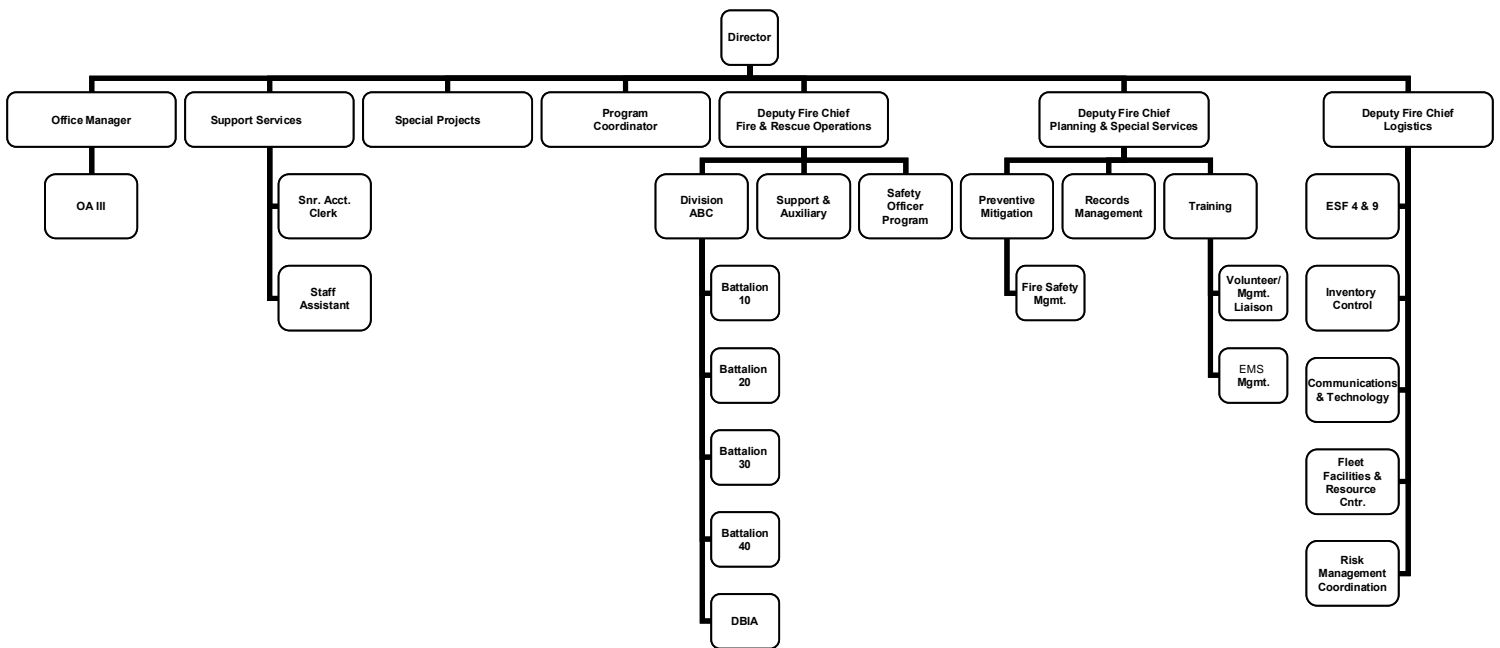 Director
Office Manager
Support Services
Special Projects
Program
Coordinator
Deputy Fire Chief
Fire & Rescue Operations
Deputy Fire Chief
Planning & Special Services
Deputy Fire Chief
Logistics
OA III
Snr. Acct.
Clerk
Staff
Assistant
Division
ABC
Support &
Auxiliary
Safety
Officer
Program
Preventive
Mitigation
Records
Management
Training
ESF 4 & 9
Battalion
10
Battalion
20
Battalion
30
Battalion
40
DBIA
Fire Safety
Mgmt.
Volunteer/
Mgmt.
Liaison
EMS
Mgmt.
Inventory
Control
Communications
& Technology
Fleet
Facilities &
Resource
Cntr.
Risk
Management
Coordination